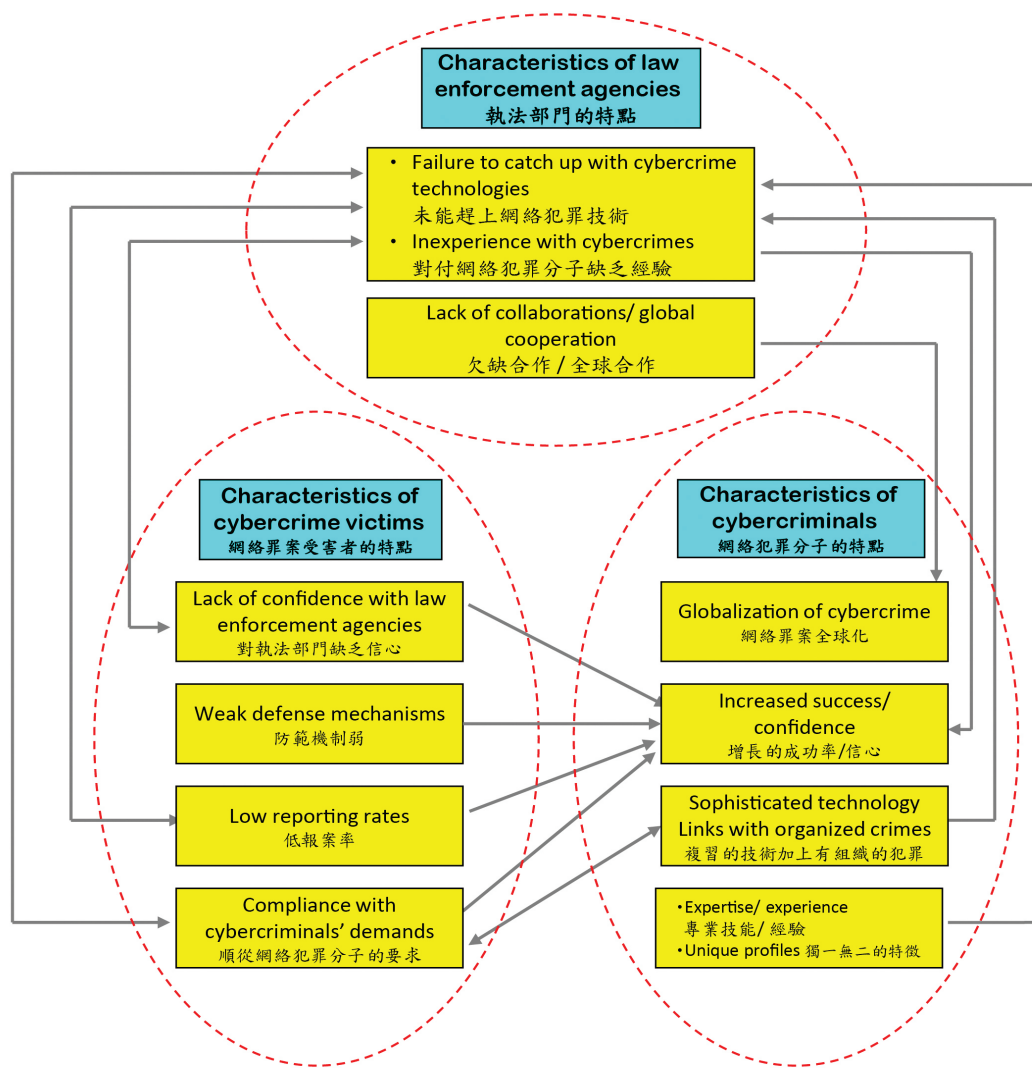 Characteristics of law
enforcement agencies
執法部門的特點
• Failure to catch up with cybercrime
technologies
未能趕上網絡犯罪技術
• Inexperience with cybercrimes
對付網絡犯罪分子缺乏經驗
Lack of collaborations/ global
cooperation
欠缺合作 / 全球合作
Characteristics of
cybercrime victims
網絡罪案受害者的特點
Lack of confidence with law
enforcement agencies
對執法部門缺乏信心
Weak defense mechanisms
防範機制弱
Low reporting rates
低報案率
Compliance with
cybercriminals’ demands
順從網絡犯罪分子的要求
Characteristics of
cybercriminals
網絡犯罪分子的特點
Globalization of cybercrime
網絡罪案全球化
Increased success/
confidence
增長的成功率/信心
Sophisticated technology
Links with organized crimes
複習的技術加上有組織的犯罪
•Expertise/ experience
專業技能/ 經驗
•Unique profiles 獨一無二的特徵